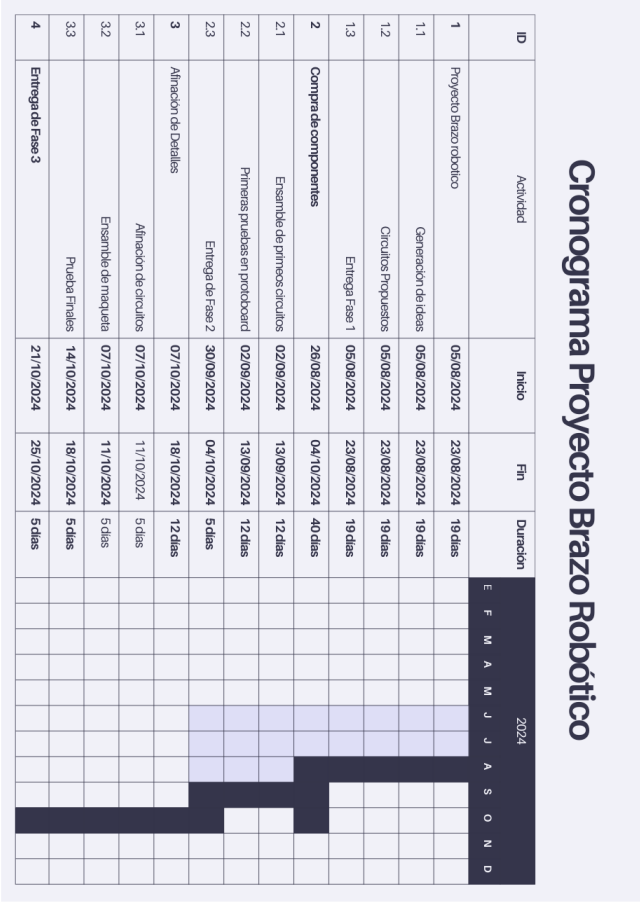 Cronograma Proyecto Brazo Robótico
ID Actividad Inicio Fin Duración 2024
E F M A M J J A S O N D
1 Proyecto Brazo robotico 05/08/2024 23/08/2024 19 días
1.1 Generación de ideas 05/08/2024 23/08/2024 19 días
1.2 Circuitos Propuestos 05/08/2024 23/08/2024 19 días
1.3 Entrega Fase 1 05/08/2024 23/08/2024 19 días
2 Compra de componentes 26/08/2024 04/10/2024 40 días
2.1 Ensamble de primeos circuitos 02/09/2024 13/09/2024 12 días
2.2 Primeras pruebas en protoboard 02/09/2024 13/09/2024 12 días
2.3 Entrega de Fase 2 30/09/2024 04/10/2024 5 días
3 Afinación de Detalles 07/10/2024 18/10/2024 12 días
3.1 Afinación de circuitos 07/10/2024 11/10/2024 5 días
3.2 Ensamble de maqueta 07/10/2024 11/10/2024 5 días
3.3 Prueba Finales 14/10/2024 18/10/2024 5 días
4 Entrega de Fase 3 21/10/2024 25/10/2024 5 días